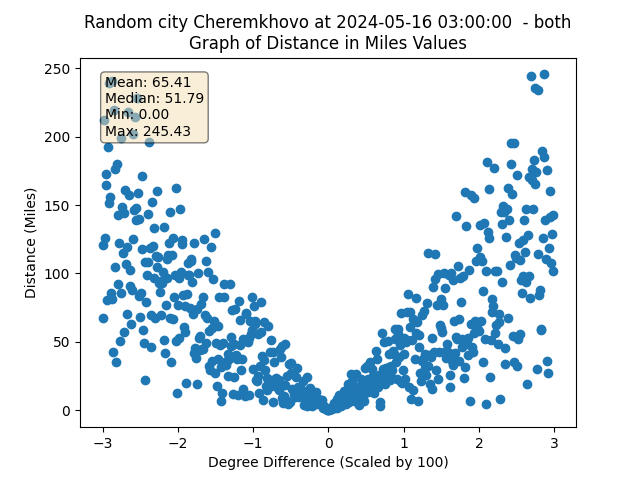 Random city Cheremkhovo at 2024-05-16 03:00:00  - both
Graph of Distance in Miles Values
Mean: 65.41
Median: 51.79
Min: 0.00
Max: 245.43
250
200
150
100
50
0
Distance (Miles)
−3
−2
−1
0
1
2
3
Degree Difference (Scaled by 100)